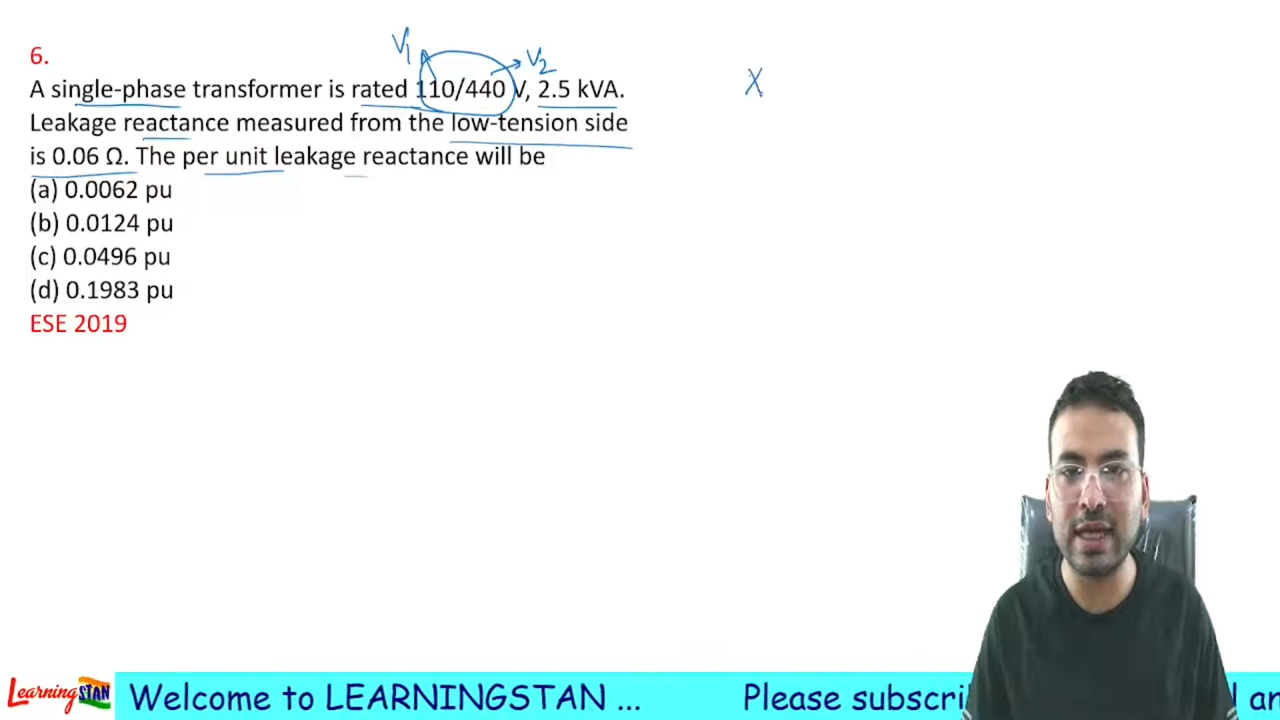 V1
V2
6.
A single-phase transformer is rated 110/440 V, 2.5 kVA.
X
Leakage reactance measured from the low-tension side
is 0.06 Ω. The per unit leakage reactance will be
(a) 0.0062 pu
(b) 0.0124 pu
(c) 0.0496 pu
(d) 0.1983 pu
ESE 2019
Learning STAN
Welcome to LEARNINGSTAN ... Please subscri